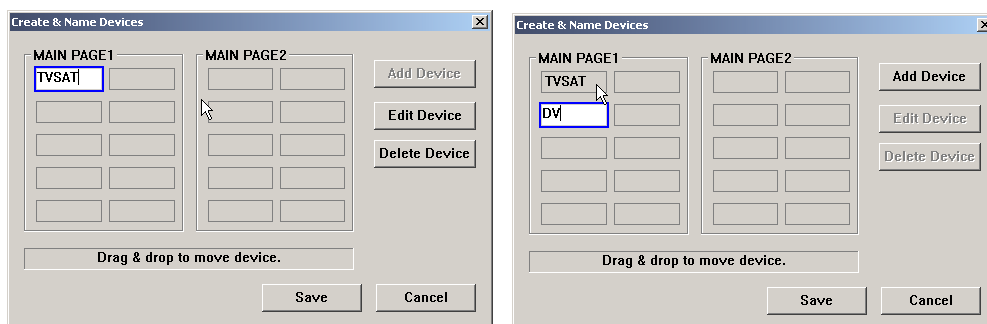 Create & Name Devices
MAIN PAGE1
MAIN PAGE2
TVSAT
Add Device
Edit Device
Delete Device
Drag & drop to move device.
Save
Cancel
Create & Name Devices
MAIN PAGE1
MAIN PAGE2
TVSAT
DV
Add Device
Edit Device
Delete Device
Drag & drop to move device.
Save
Cancel